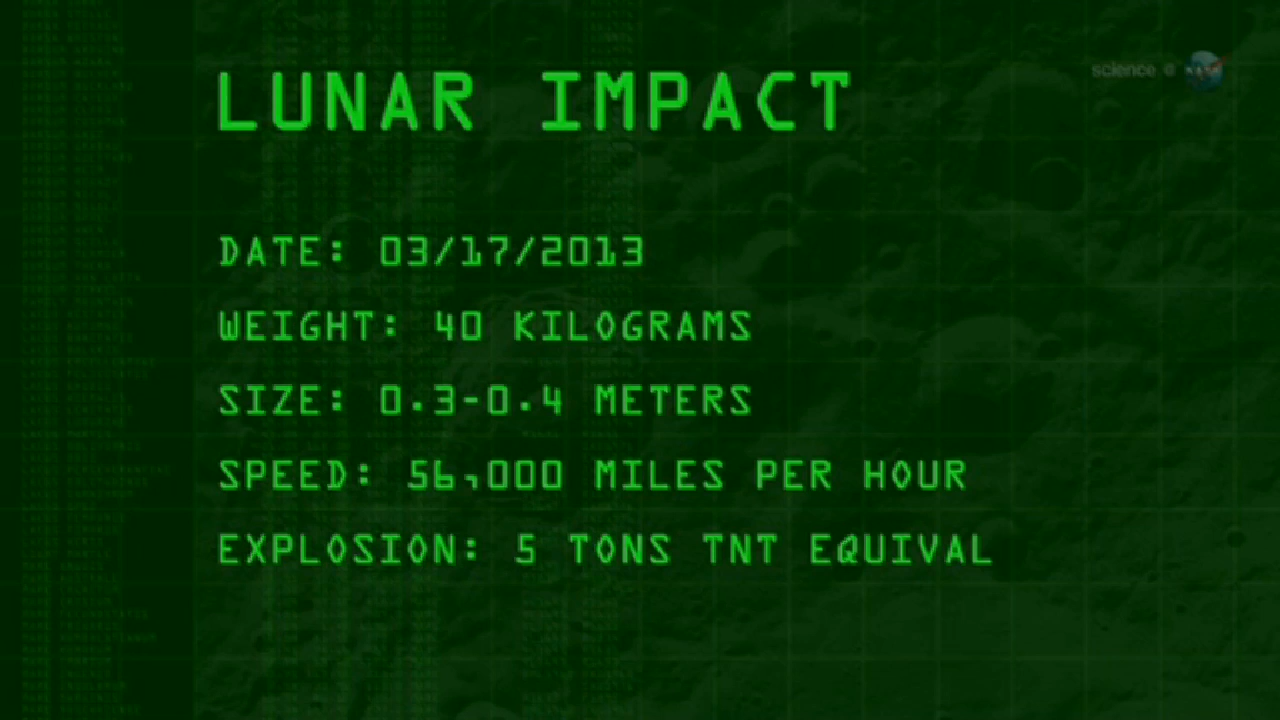 LUNAR IMPACT
science @ NASA
DATE: 03/17/2013
WEIGHT: 40 KILOGRAMS
SIZE: 0.3-0.4 METERS
SPEED: 56,000 MILES PER HOUR
EXPLOSION: 5 TONS TNT EQUIVAL